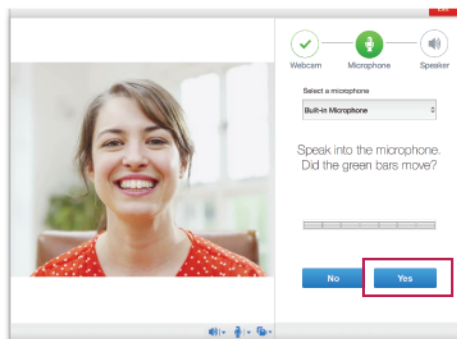 Exit
Webcam
Microphone
Speaker
Select a microphone
Built-in Microphone
Speak into the microphone.
Did the green bars move?
No
Yes